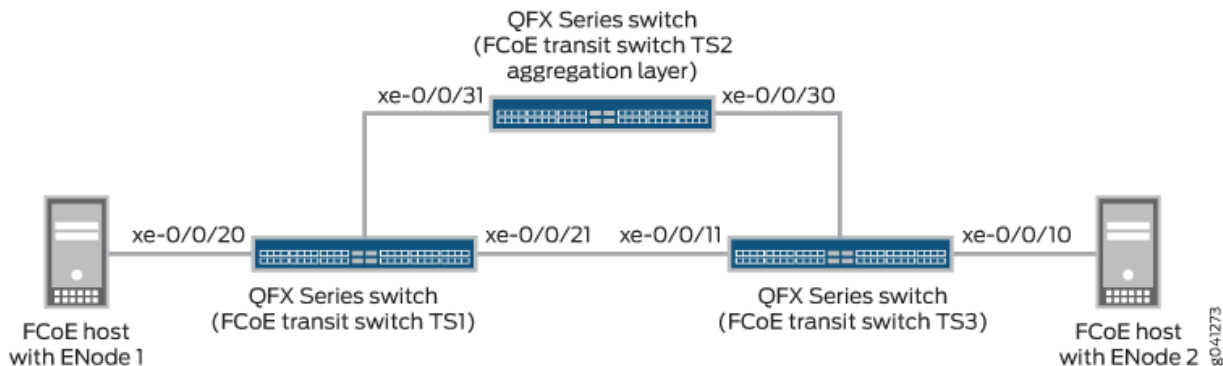 QFX Series switch
(FCoE transit switch TS2
aggregation layer)
xe-0/0/31
xe-0/0/30
xe-0/0/20
xe-0/0/21
xe-0/0/11
xe-0/0/10
QFX Series switch
(FCoE transit switch TS1)
QFX Series switch
(FCoE transit switch TS3)
FCoE host
with ENode 1
FCoE host
with ENode 2
g041273